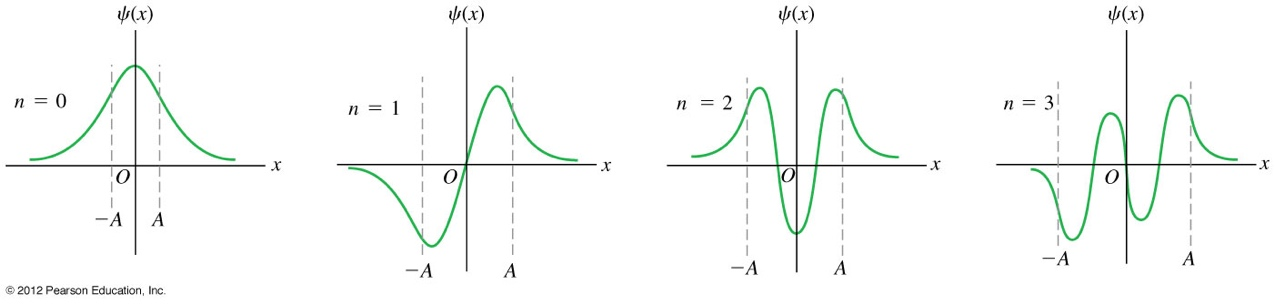 ψ(x)
n = 0
x
O
−A
A
ψ(x)
n = 1
x
O
−A
A
ψ(x)
n = 2
x
O
−A
A
ψ(x)
n = 3
x
O
−A
A
© 2012 Pearson Education, Inc.